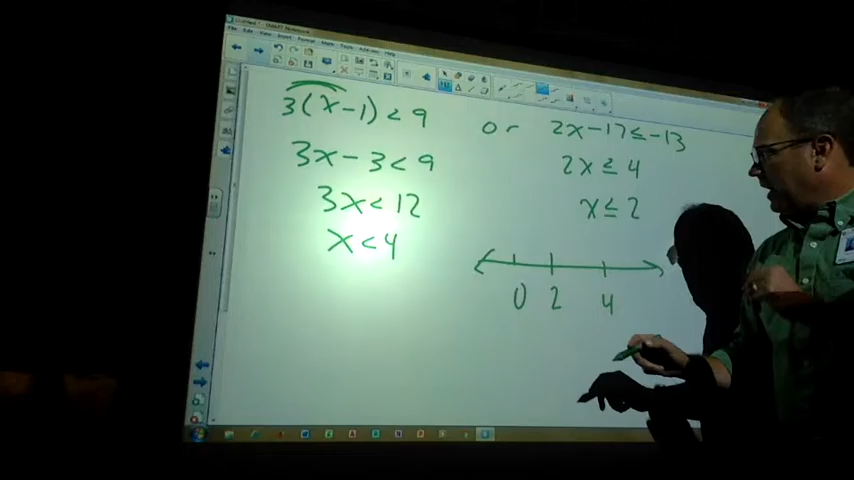 3(x-1) < 9
or
2x-17 ≤ -13
3x - 3 < 9
2x ≤ 4
3x < 12
x ≤ 2
x < 4
0 2 4